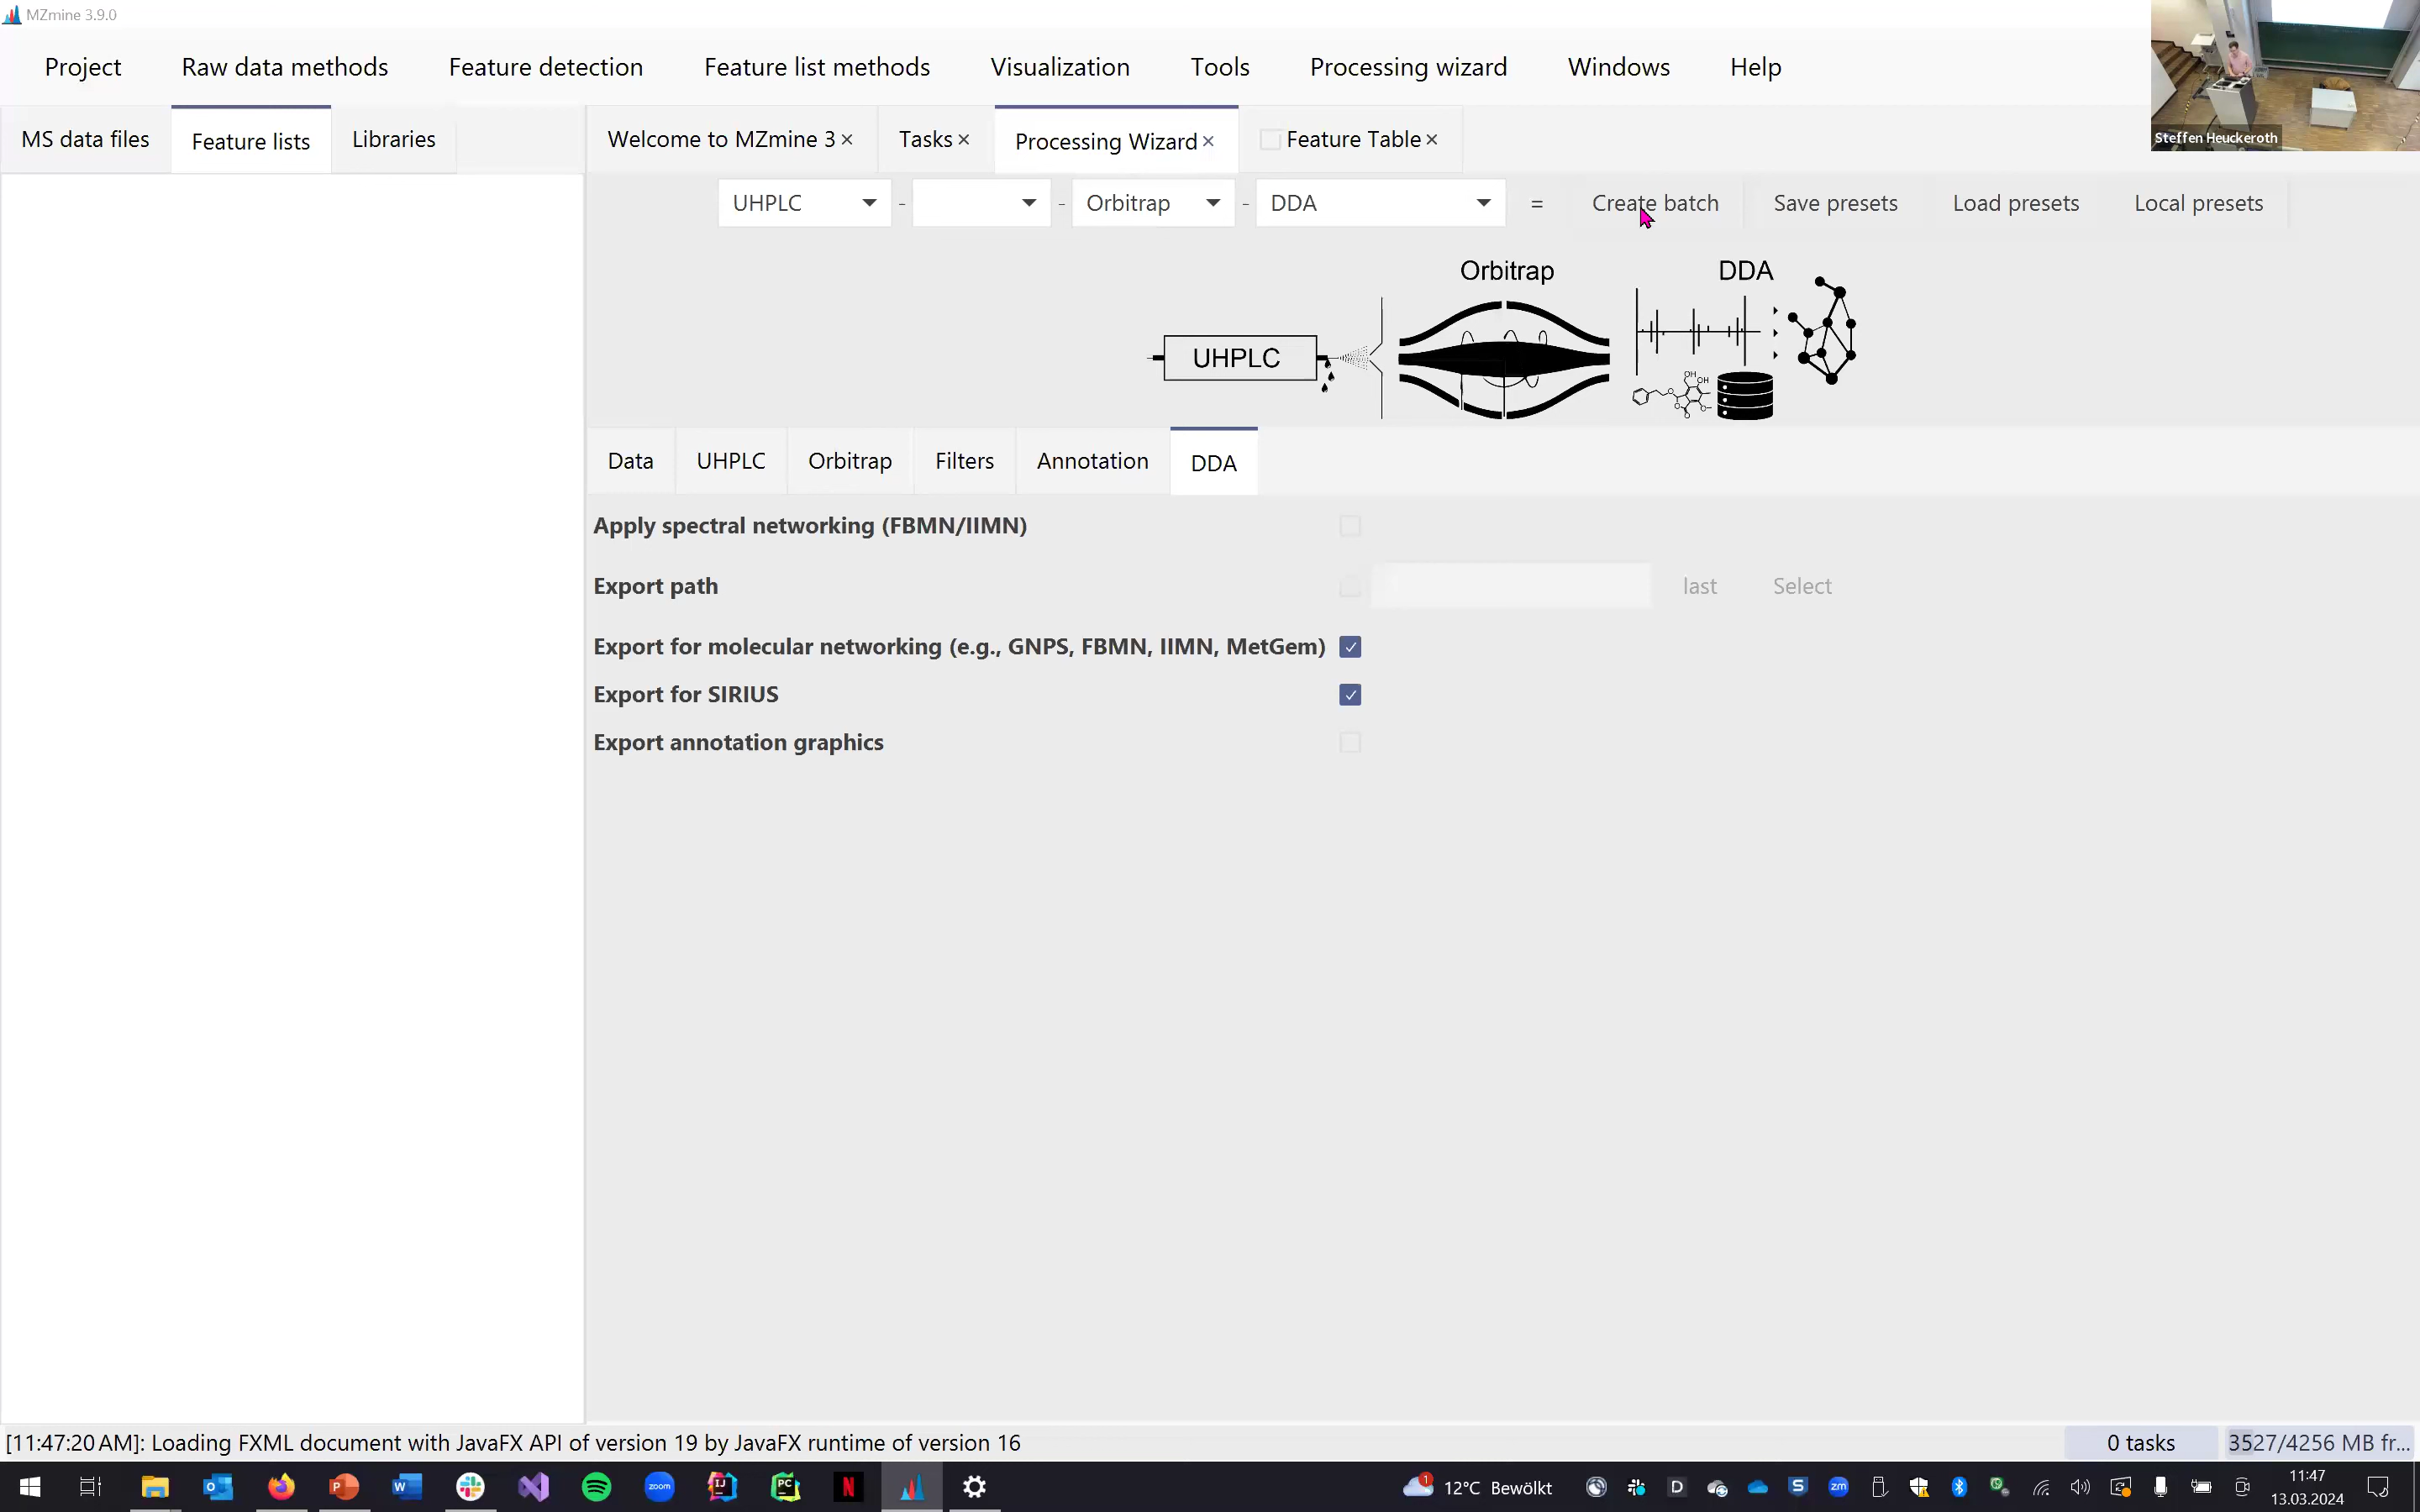 MZmine 3.9.0
Project Raw data methods Feature detection Feature list methods Visualization Tools Processing wizard Windows Help
Steffen Heuckeroth
MS data files Feature lists Libraries Welcome to MZmine 3 Tasks Processing Wizard Feature Table
UHPLC - - Orbitrap - DDA = Create batch Save presets Load presets Local presets
Orbitrap DDA
UHPLC
Data UHPLC Orbitrap Filters Annotation DDA
Apply spectral networking (FBMN/IIMN)
Export path last Select
Export for molecular networking (e.g., GNPS, FBMN, IIMN, MetGem)
Export for SIRIUS
Export annotation graphics
[11:47:20 AM]: Loading FXML document with JavaFX API of version 19 by JavaFX runtime of version 16 0 tasks 3527/4256 MB fr...
zoom IJ PC N 1 12°C Bewölkt D S zm 11:47
13.03.2024